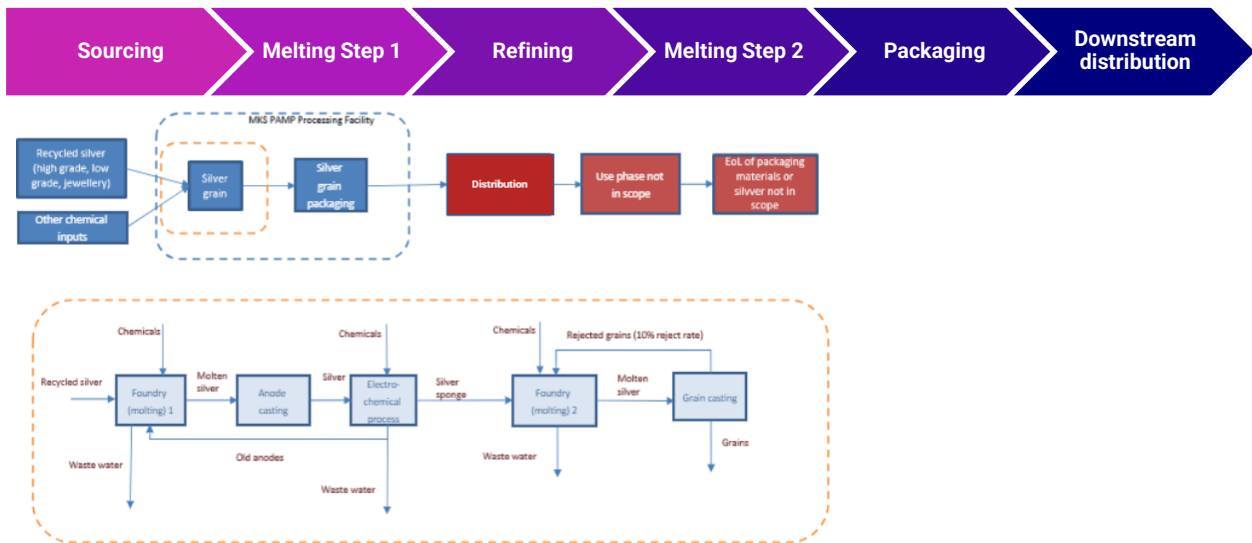 Sourcing
Melting Step 1
Refining
Melting Step 2
Packaging
Downstream
distribution
MKS PAMP Processing Facility
Recycled silver
(high grade, low
grade, jewellery)
Other chemical
inputs
Silver
grain
Silver
grain
packaging
Distribution
Use phase not
in scope
EoL of packaging
materials or
silvver not in
scope
Chemicals
Chemicals
Chemicals
Rejected grains (10% reject rate)
Recycled silver
Foundry
(molting) 1
Molten
silver
Anode
casting
Silver
Electro-
chemical
process
Silver
sponge
Foundry
(molting) 2
Molten
silver
Grain casting
Old anodes
Waste water
Waste water
Waste water
Grains